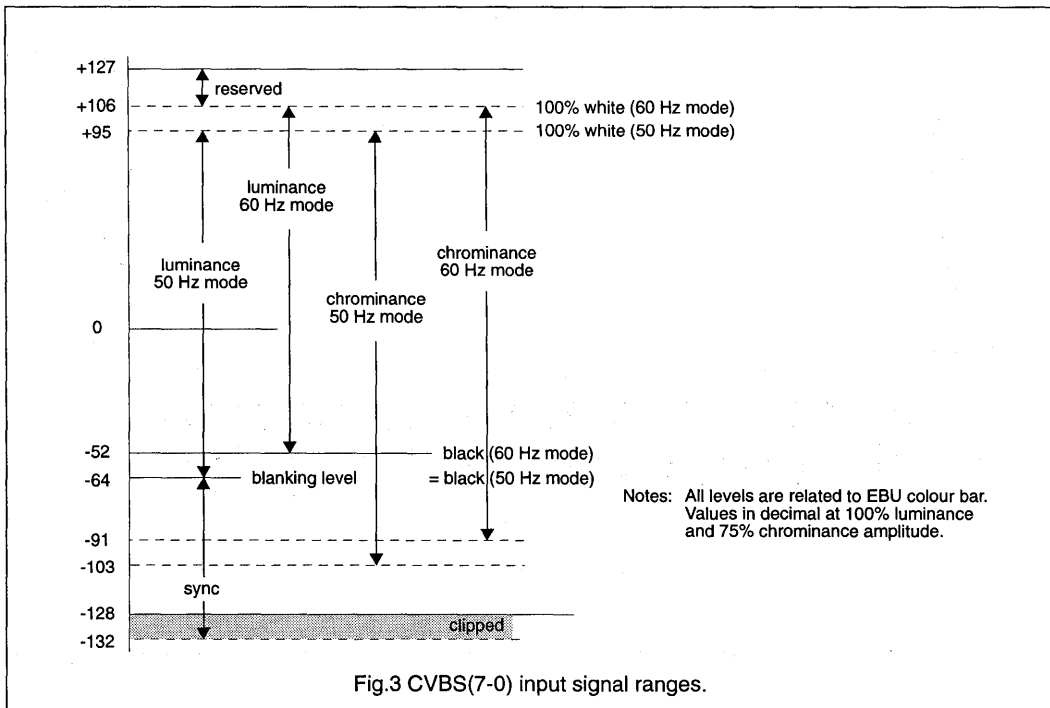 +127
reserved
+106
100% white (60 Hz mode)
+95
100% white (50 Hz mode)
luminance
60 Hz mode
luminance
50 Hz mode
chrominance
60 Hz mode
chrominance
50 Hz mode
0
-52
black (60 Hz mode)
-64
blanking level
= black (50 Hz mode)
Notes: All levels are related to EBU colour bar.
Values in decimal at 100% luminance
and 75% chrominance amplitude.
-91
-103
sync
-128
clipped
-132
Fig.3 CVBS(7-0) input signal ranges.